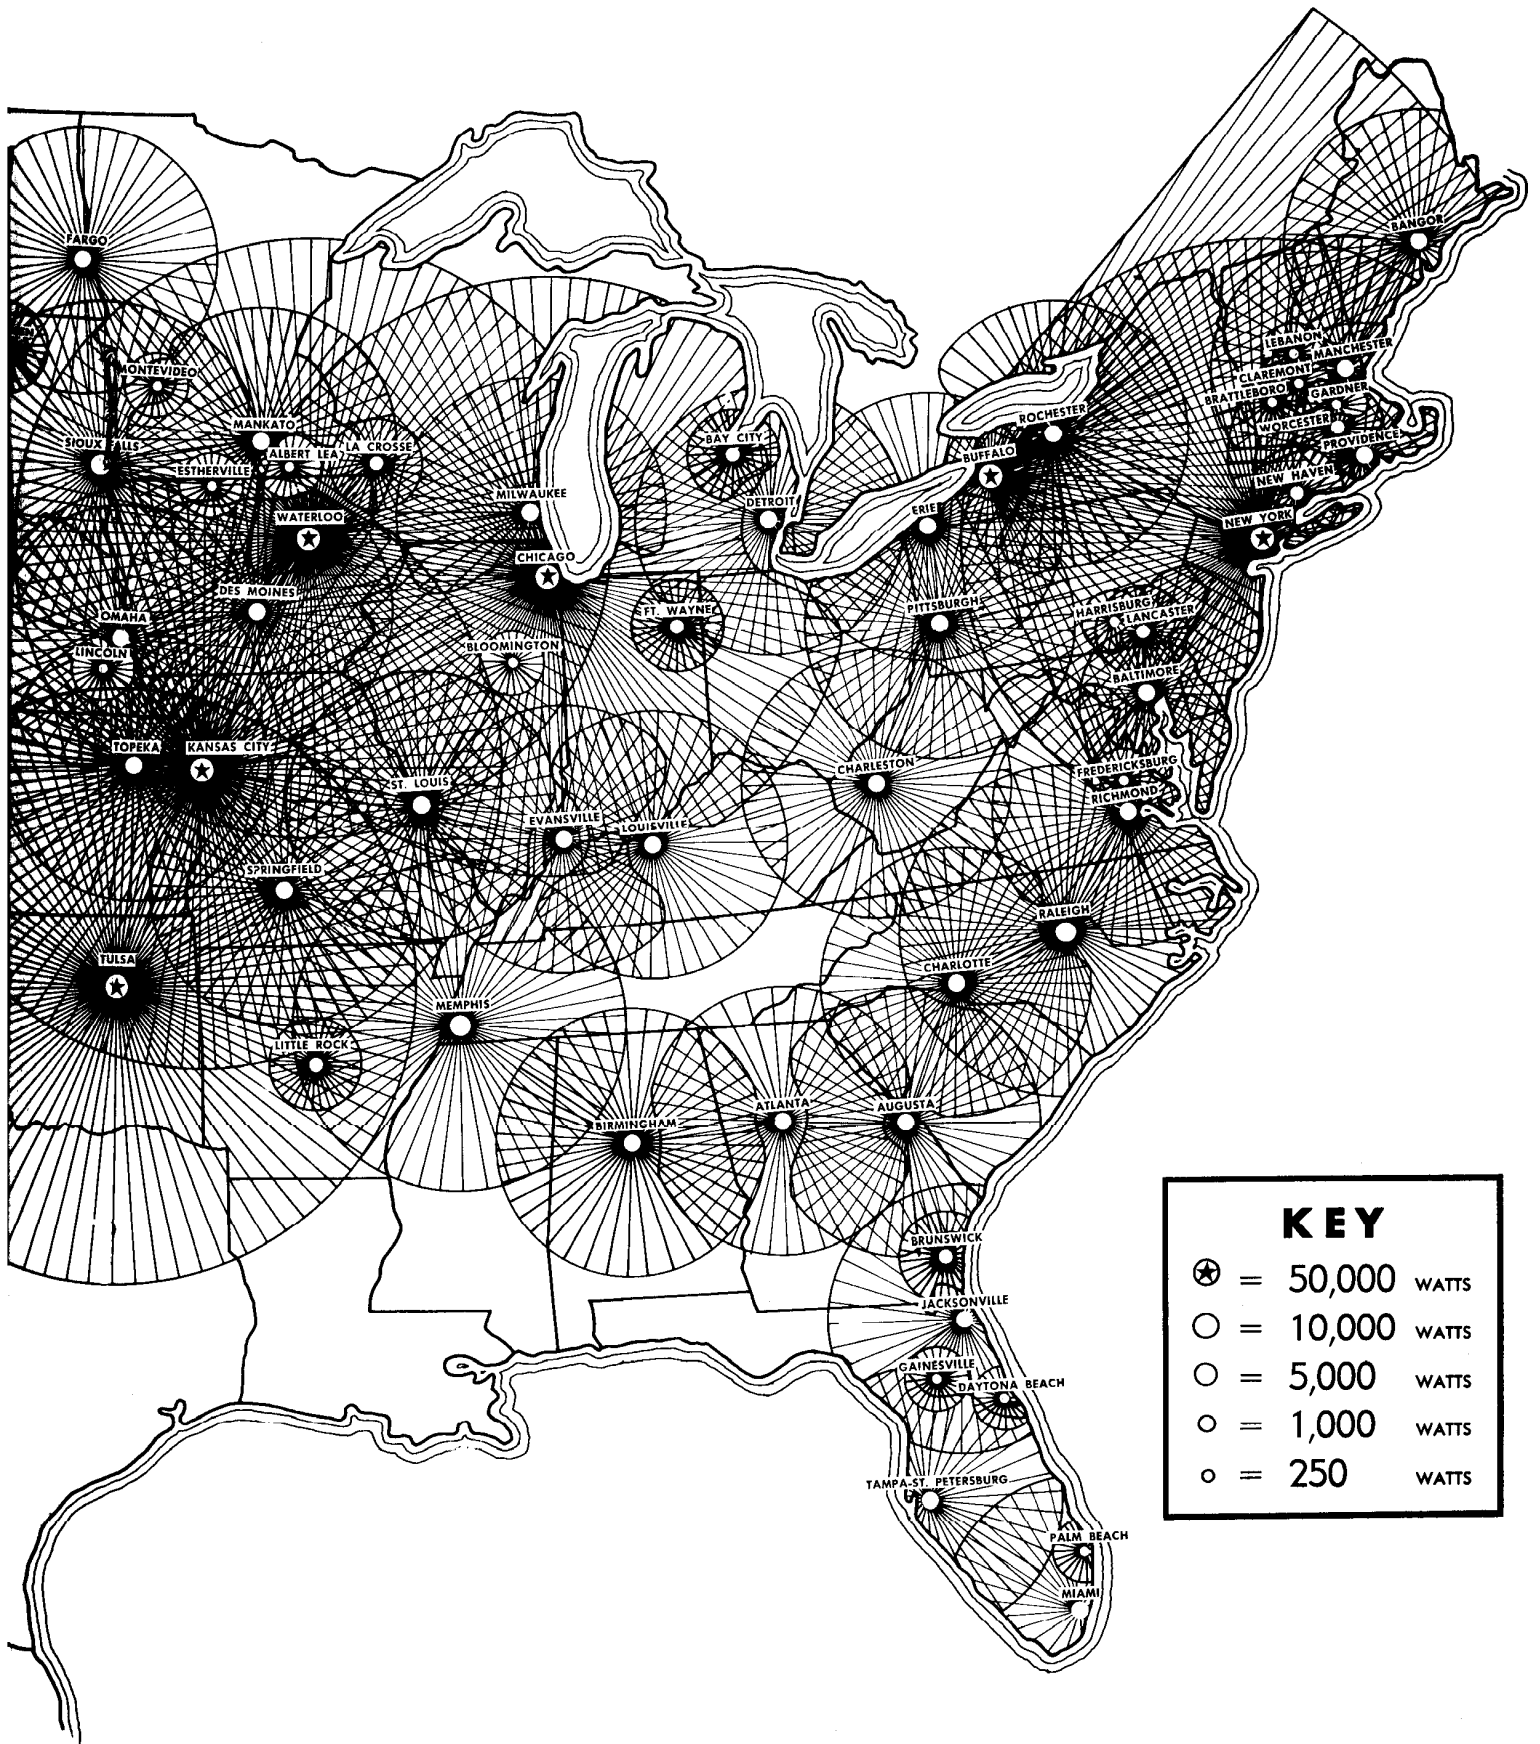 BANGOR
FARGO
LEBANON
MANCHESTER
MONTEVIDEO
CLAREMONT
BRATTLEBORO
GARDNER
ROCHESTER
MANKATO
WORCESTER
BAY CITY
PROVIDENCE
SIOUX FALLS
ALBERT LEA
LA CROSSE
BUFFALO
ESTHERVILLE
NEW HAVEN
MILWAUKEE
DETROIT
ERIE
WATERLOO
NEW YORK
CHICAGO
DES MOINES
PITTSBURGH
FT. WAYNE
HARRISBURG
OMAHA
LANCASTER
BLOOMINGTON
LINCOLN
BALTIMORE
TOPEKA
KANSAS CITY
CHARLESTON
FREDERICKSBURG
ST. LOUIS
RICHMOND
EVANSVILLE
LOUISVILLE
SPRINGFIELD
RALEIGH
TULSA
CHARLOTTE
MEMPHIS
LITTLE ROCK
ATLANTA
AUGUSTA
BIRMINGHAM
BRUNSWICK
JACKSONVILLE
GAINESVILLE
DAYTONA BEACH
TAMPA-ST. PETERSBURG
PALM BEACH
MIAMI
KEY
= 50,000 WATTS
= 10,000 WATTS
= 5,000 WATTS
= 1,000 WATTS
= 250 WATTS